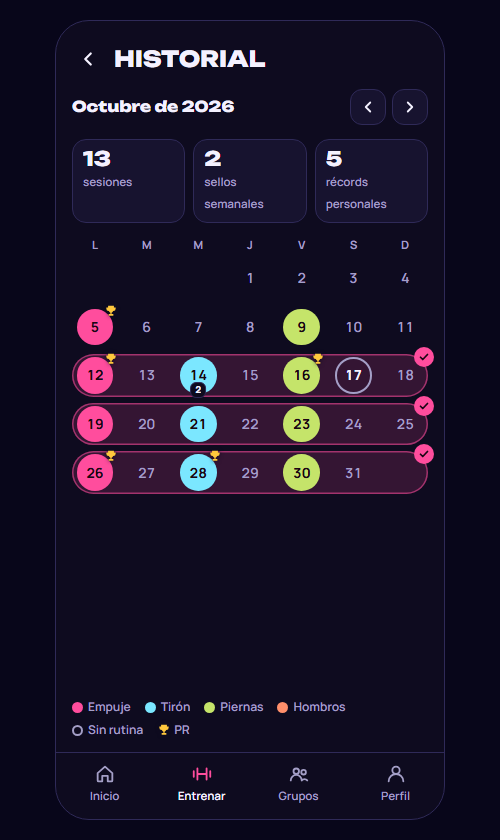 HISTORIAL
Octubre de 2026
13
sesiones
2
sellos
semanales
5
récords
personales
L M M J V S D
1 2 3 4
5 6 7 8 9 10 11
12 13 14 15 16 17 18
2
19 20 21 22 23 24 25
26 27 28 29 30 31
Empuje Tirón Piernas Hombros
Sin rutina PR
Inicio Entrenar Grupos Perfil